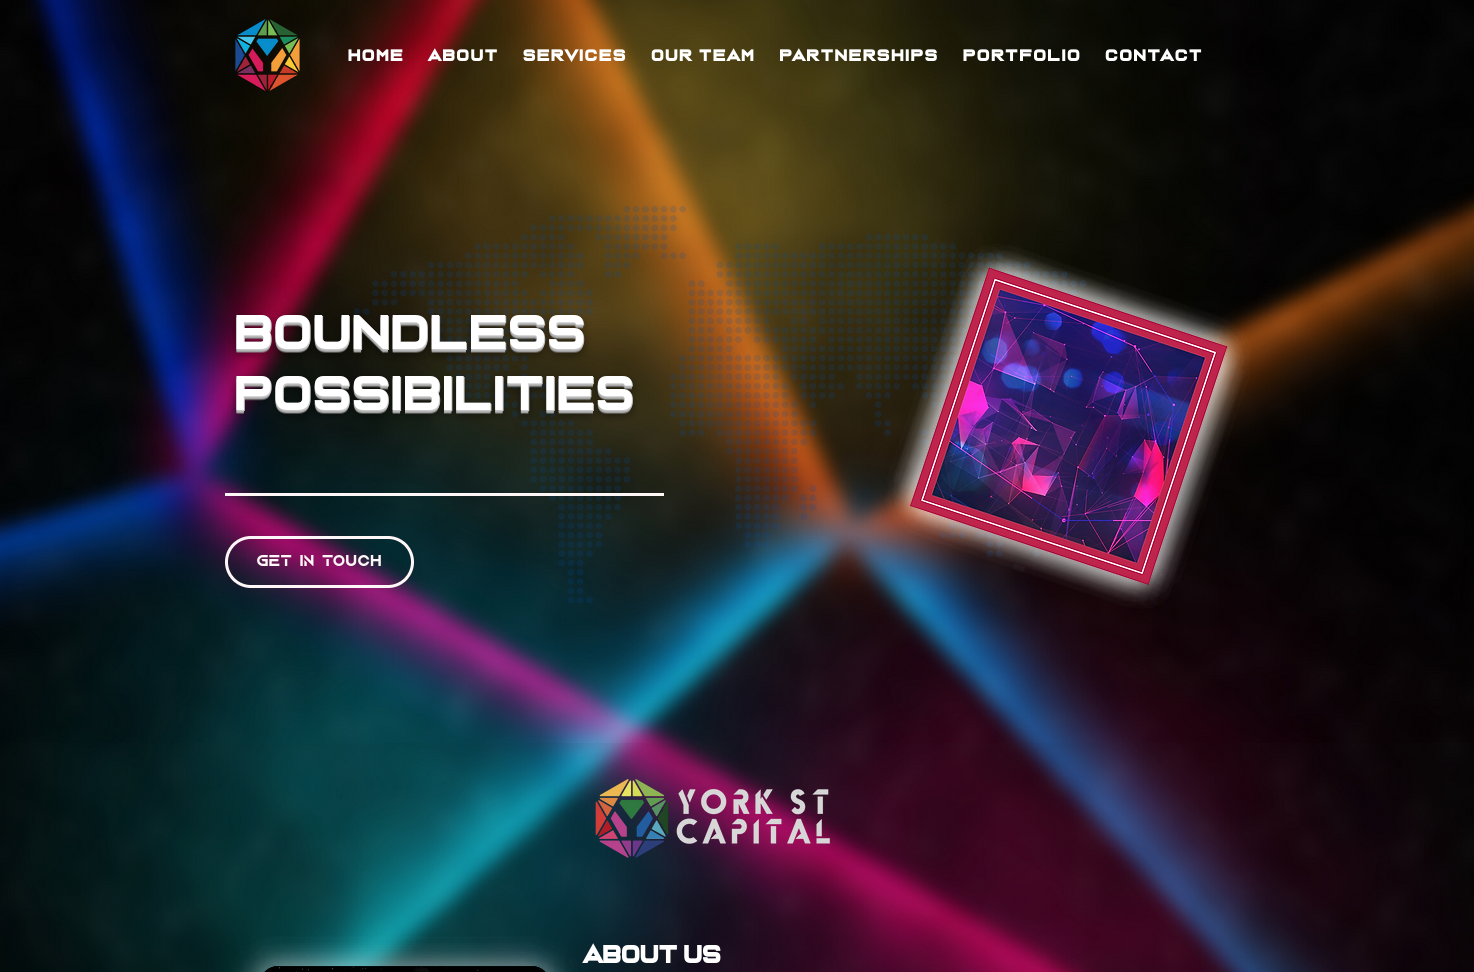 HOME ABOUT SERVICES OUR TEAM PARTNERSHIPS PORTFOLIO CONTACT
BOUNDLESS
POSSIBILITIES
GET IN TOUCH
YORK ST
CAPITAL
ABOUT US